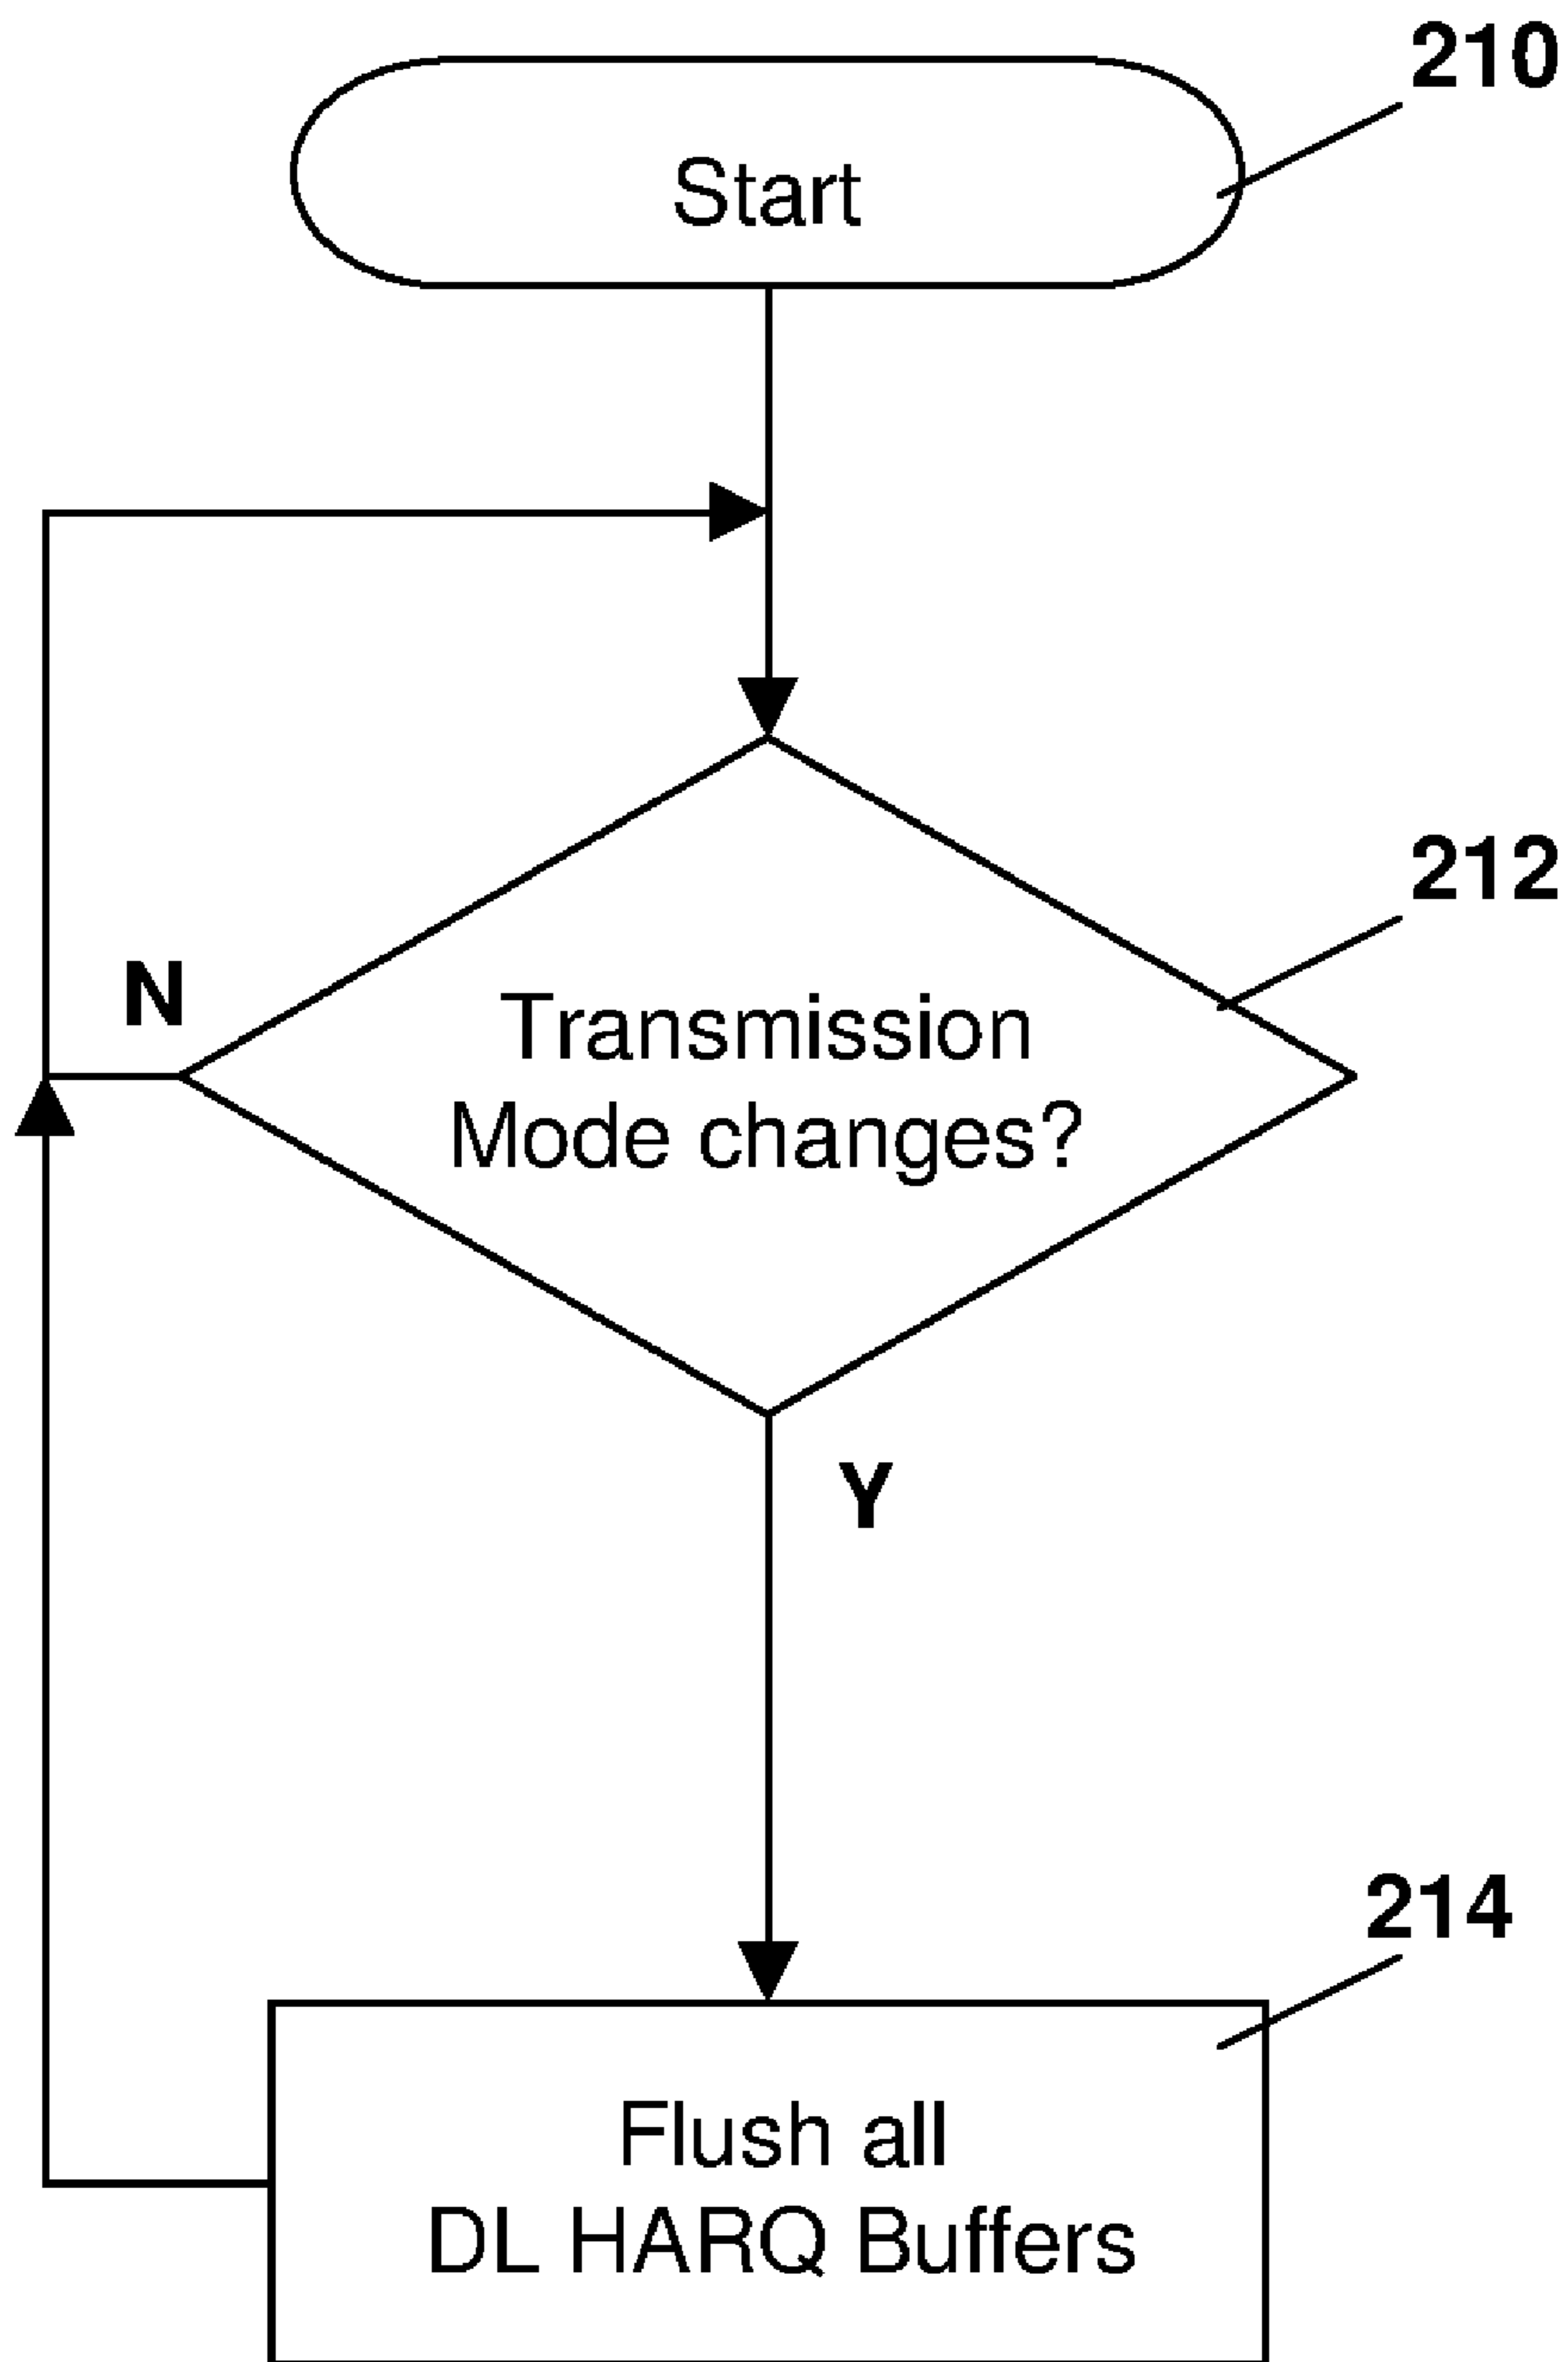 210
Start
212
N
Transmission
Mode changes?
Y
214
Flush all
DL HARQ Buffers